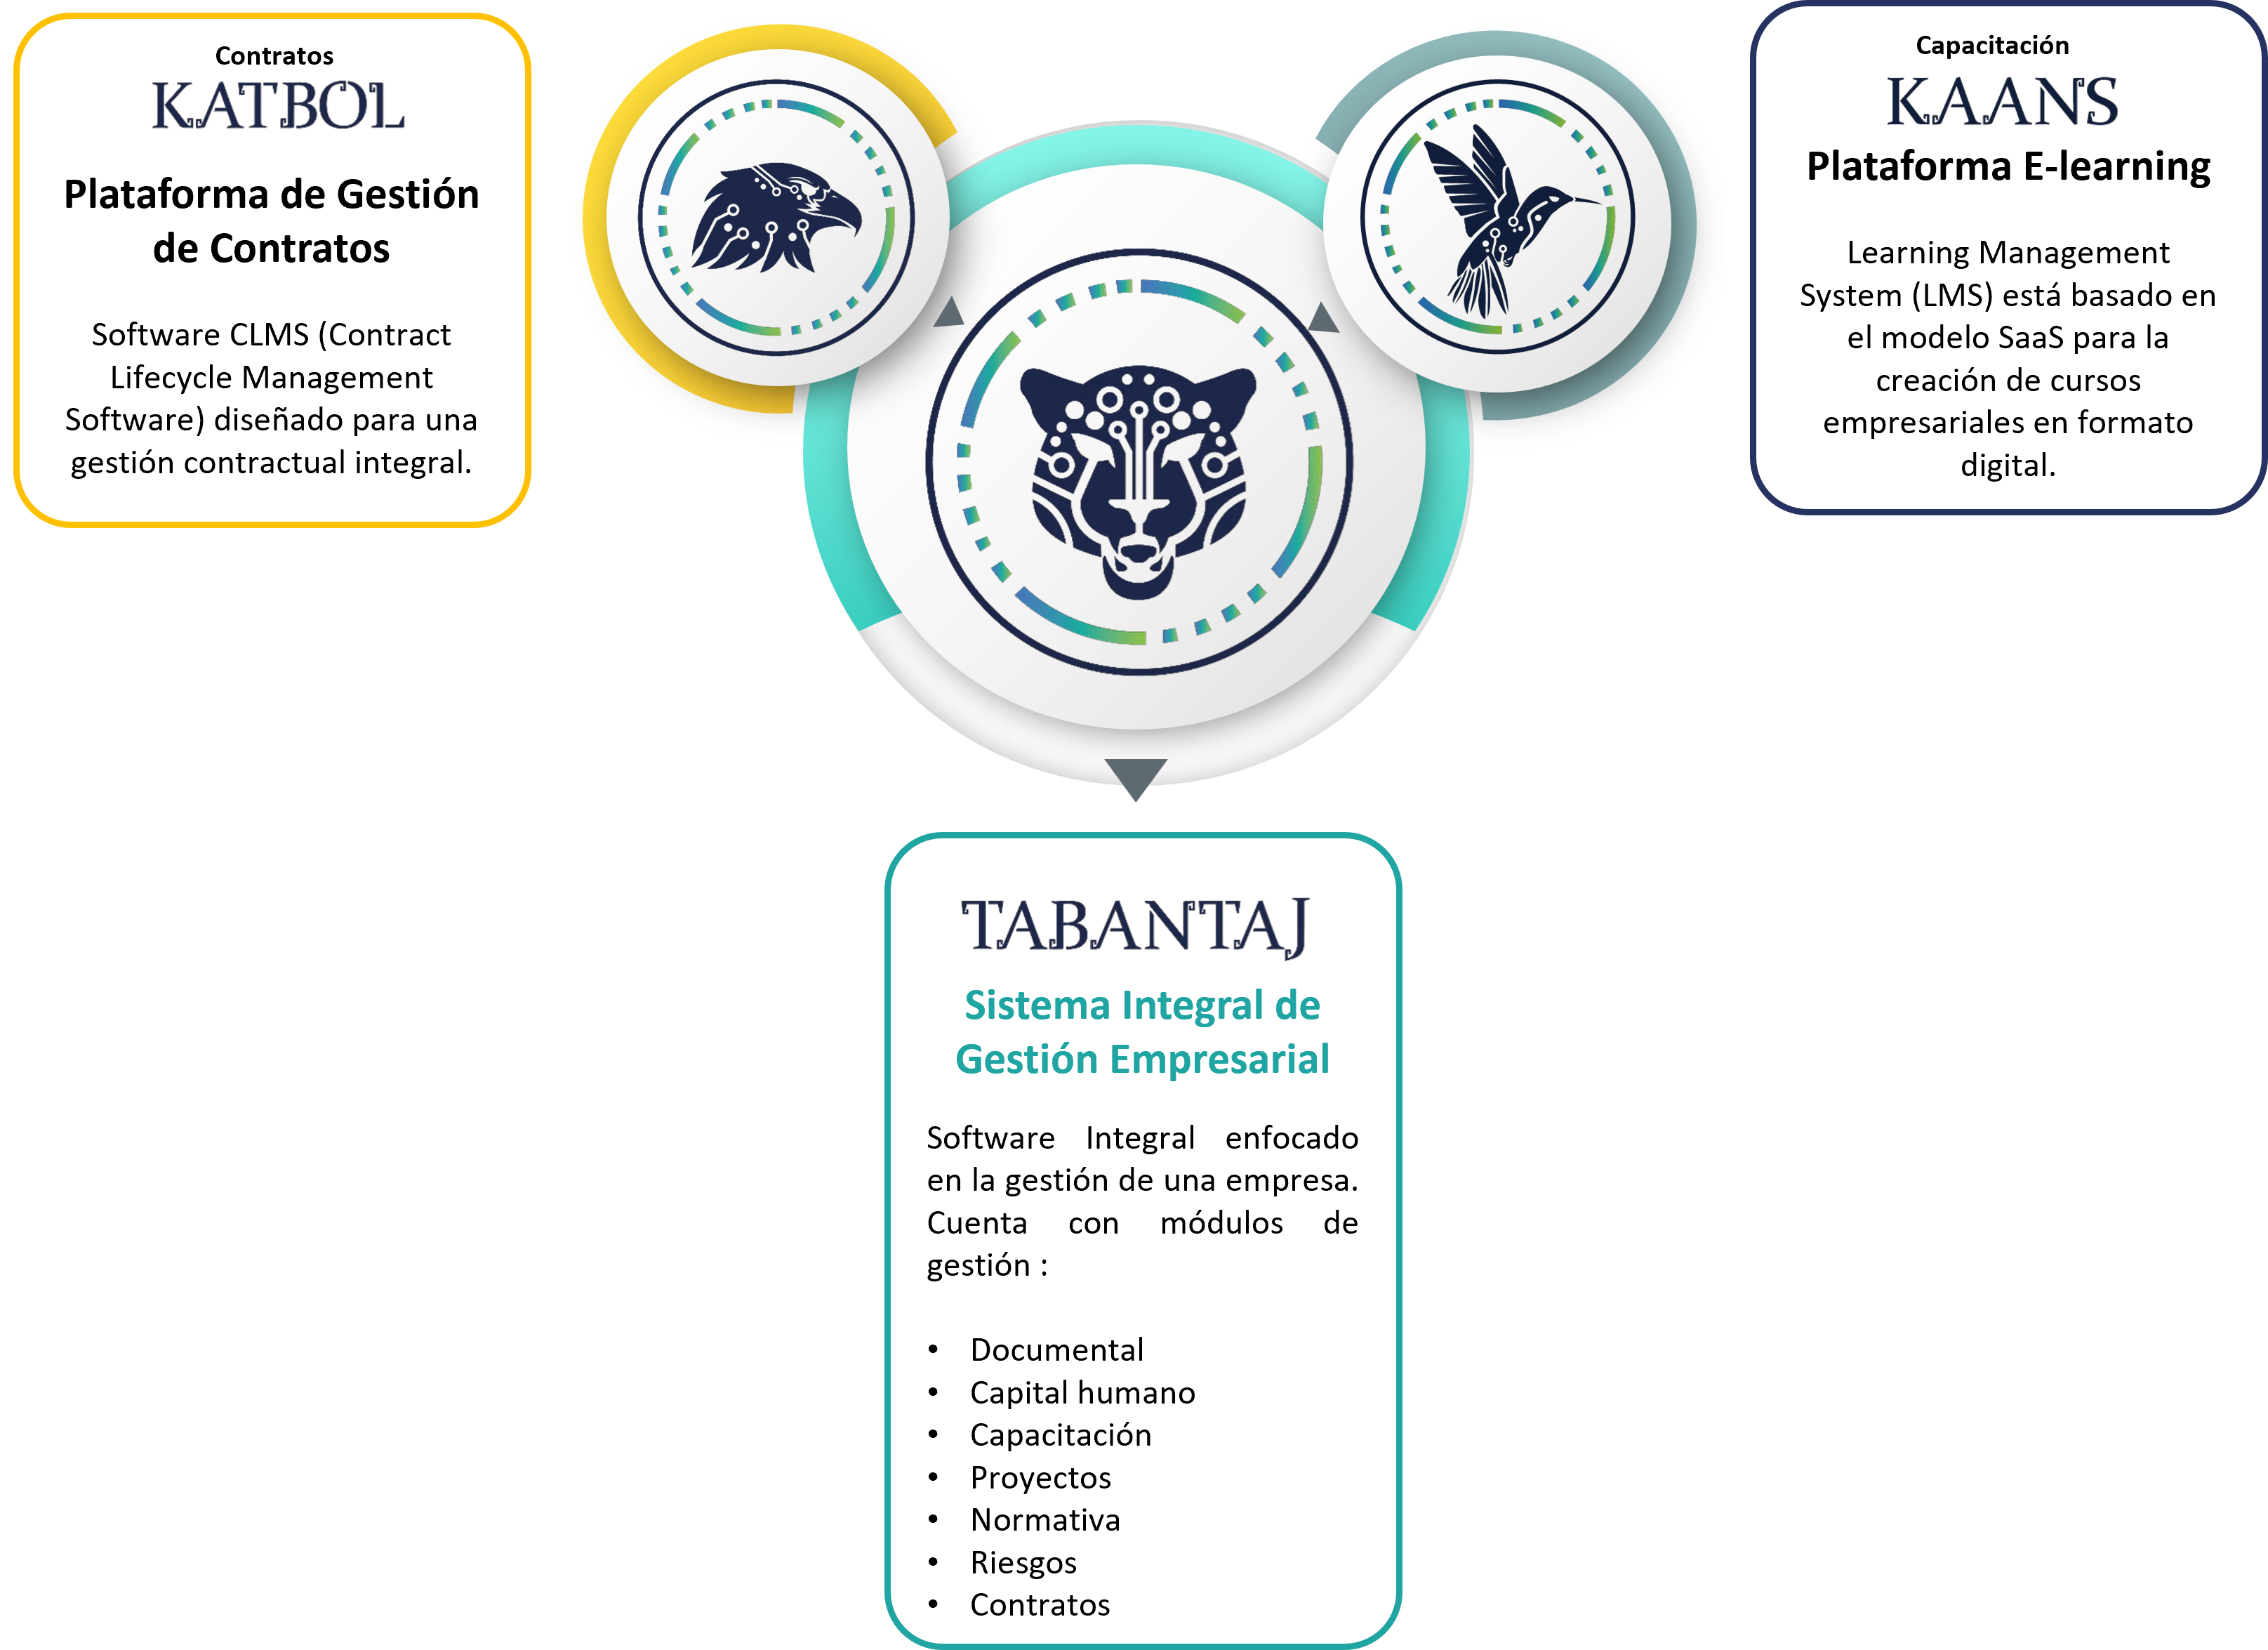 Contratos
KATBOL
Plataforma de Gestión
de Contratos
Software CLMS (Contract
Lifecycle Management
Software) diseñado para una
gestión contractual integral.
Capacitación
KAANS
Plataforma E-learning
Learning Management
System (LMS) está basado en
el modelo SaaS para la
creación de cursos
empresariales en formato
digital.
TABANTAJ
Sistema Integral de
Gestión Empresarial
Software Integral enfocado
en la gestión de una empresa.
Cuenta con módulos de
gestión :
• Documental
• Capital humano
• Capacitación
• Proyectos
• Normativa
• Riesgos
• Contratos